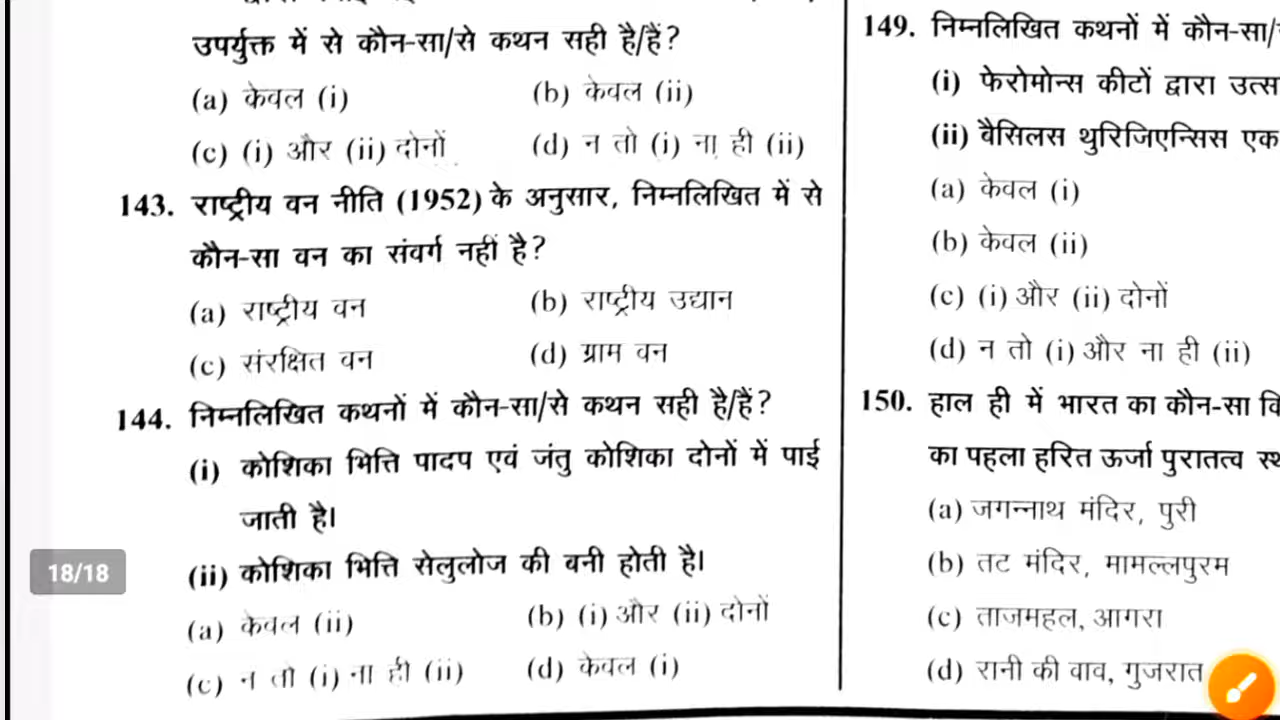 उपर्युक्त में से कौन-सा/से कथन सही है/हैं?
(a) केवल (i)
(b) केवल (ii)
(c) (i) और (ii) दोनों
(d) न तो (i) ना ही (ii)
143. राष्ट्रीय वन नीति (1952) के अनुसार, निम्नलिखित में से
कौन-सा वन का संवर्ग नहीं है?
(a) राष्ट्रीय वन
(b) राष्ट्रीय उद्यान
(c) संरक्षित वन
(d) ग्राम वन
144. निम्नलिखित कथनों में कौन-सा/से कथन सही है/हैं?
(i) कोशिका भित्ति पादप एवं जंतु कोशिका दोनों में पाई
जाती है।
(ii) कोशिका भित्ति सेलुलोज की बनी होती है।
(a) केवल (ii)
(b) (i) और (ii) दोनों
(c) न तो (i) ना ही (ii)
(d) केवल (i)
18/18
149. निम्नलिखित कथनों में कौन-सा/
(i) फेरोमोन्स कीटों द्वारा
(ii) बैसिलस थुरिजिएन्सिस एक
(a) केवल (i)
(b) केवल (ii)
(c) (i) और (ii) दोनों
(d) न तो (i) और ना ही (ii)
150. हाल ही में भारत का कौन-सा
का पहला हरित ऊर्जा पुरातत्व
(a) जगन्नाथ मंदिर, पुरी
(b) तट मंदिर, मामल्लपुरम
(c) ताजमहल, आगरा
(d) रानी की वाव, गुजरात